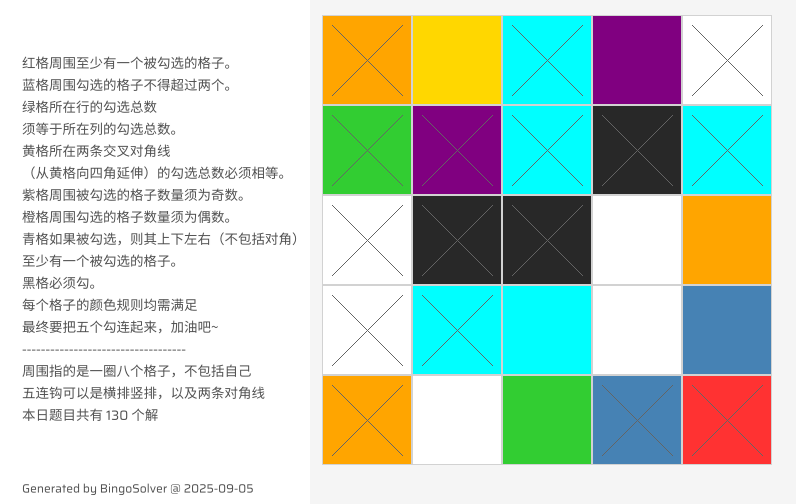 红格周围至少有一个被勾选的格子。
蓝格周围勾选的格子不得超过两个。
绿格所在行的勾选总数
须等于所在列的勾选总数。
黄格所在两条交叉对角线
（从黄格向四角延伸）的勾选总数必须相等。
紫格周围被勾选的格子数量须为奇数。
橙格周围勾选的格子数量须为偶数。
青格如果被勾选，则其上下左右（不包括对角）
至少有一个被勾选的格子。
黑格必须勾。
每个格子的颜色规则均需满足
最终要把五个勾连起来，加油吧~
----------------------------------
周围指的是一圈八个格子，不包括自己
五连钩可以是横排竖排，以及两条对角线
本日题目共有 130 个解
Generated by BingoSolver @ 2025-09-05